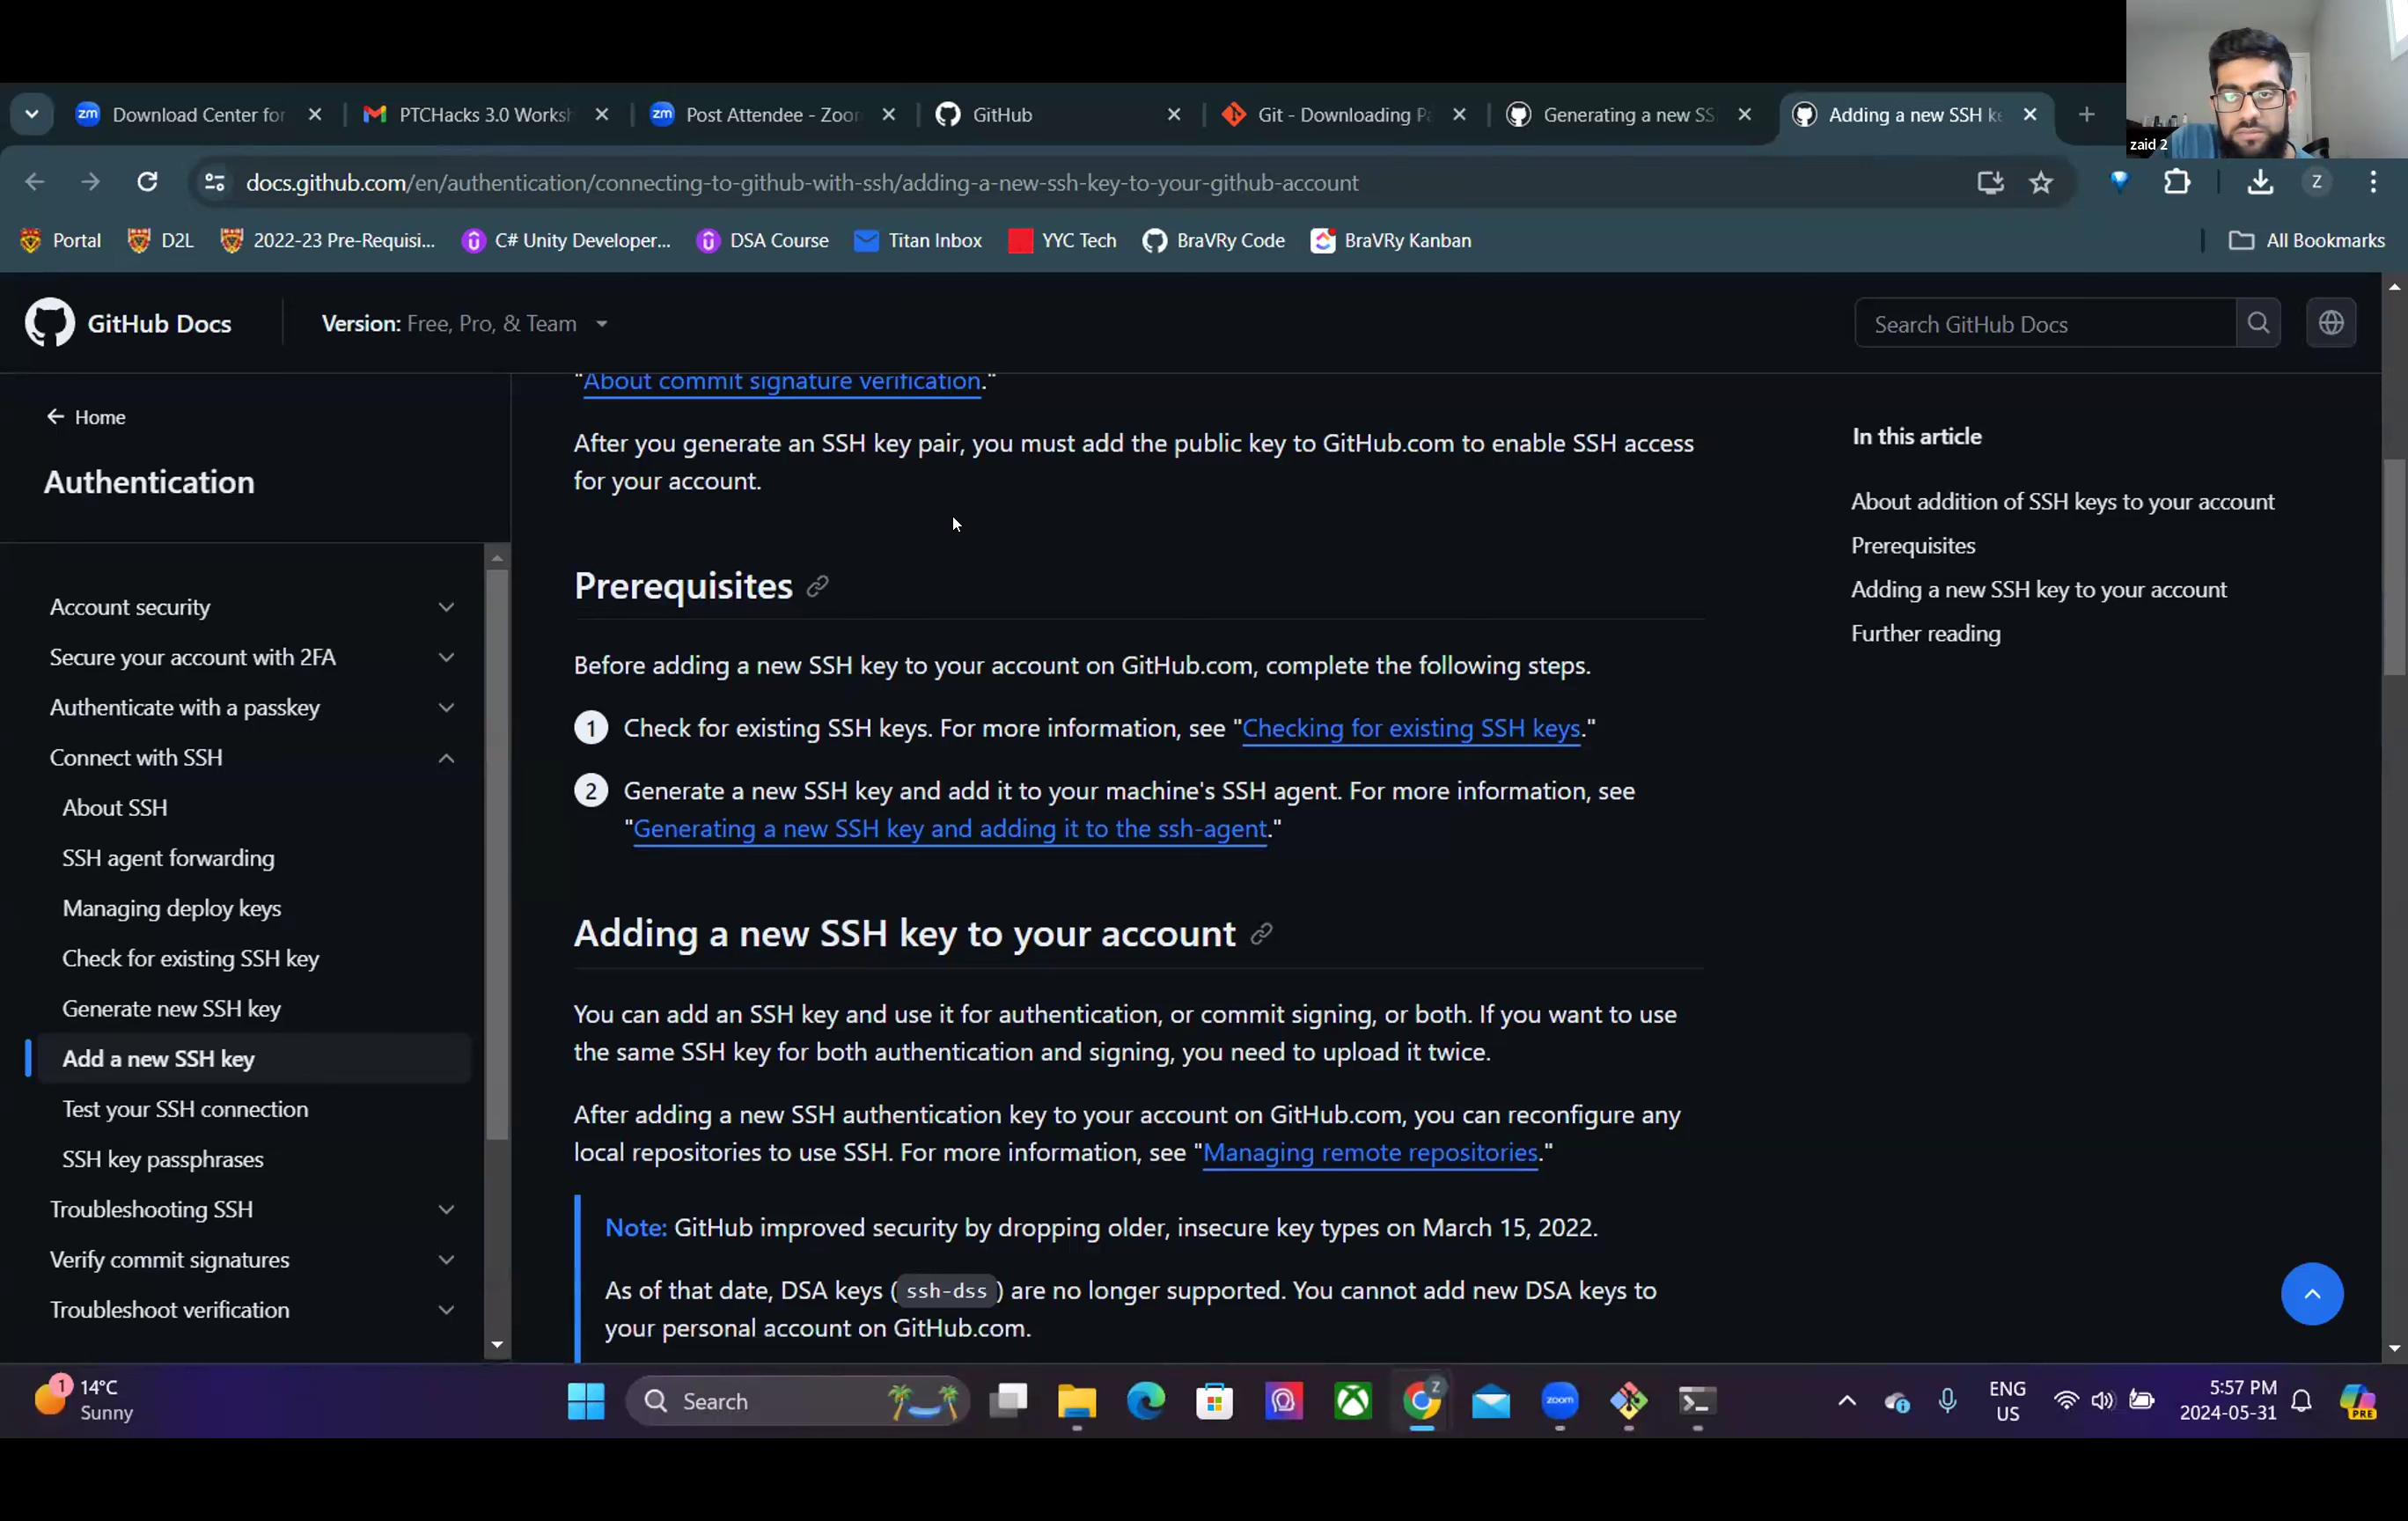 Download Center for
PTCHacks 3.0 Worksh
Post Attendee - Zoom
GitHub
Git - Downloading Pa
Generating a new SS
Adding a new SSH ke
zaid 2
docs.github.com/en/authentication/connecting-to-github-with-ssh/adding-a-new-ssh-key-to-your-github-account
Z
Portal
D2L
2022-23 Pre-Requisi...
C# Unity Developer...
DSA Course
Titan Inbox
YYC Tech
BraVRy Code
BraVRy Kanban
All Bookmarks
GitHub Docs
Version: Free, Pro, & Team
Search GitHub Docs
Home
Authentication
Account security
Secure your account with 2FA
Authenticate with a passkey
Connect with SSH
About SSH
SSH agent forwarding
Managing deploy keys
Check for existing SSH key
Generate new SSH key
Add a new SSH key
Test your SSH connection
SSH key passphrases
Troubleshooting SSH
Verify commit signatures
Troubleshoot verification
"About commit signature verification."
After you generate an SSH key pair, you must add the public key to GitHub.com to enable SSH access
for your account.
Prerequisites
Before adding a new SSH key to your account on GitHub.com, complete the following steps.
1 Check for existing SSH keys. For more information, see "Checking for existing SSH keys."
2 Generate a new SSH key and add it to your machine's SSH agent. For more information, see
"Generating a new SSH key and adding it to the ssh-agent."
Adding a new SSH key to your account
You can add an SSH key and use it for authentication, or commit signing, or both. If you want to use
the same SSH key for both authentication and signing, you need to upload it twice.
After adding a new SSH authentication key to your account on GitHub.com, you can reconfigure any
local repositories to use SSH. For more information, see "Managing remote repositories."
Note: GitHub improved security by dropping older, insecure key types on March 15, 2022.
As of that date, DSA keys (ssh-dss) are no longer supported. You cannot add new DSA keys to
your personal account on GitHub.com.
In this article
About addition of SSH keys to your account
Prerequisites
Adding a new SSH key to your account
Further reading
1
14°C
Sunny
Search
Z
zoom
ENG
US
5:57 PM
2024-05-31
PRE